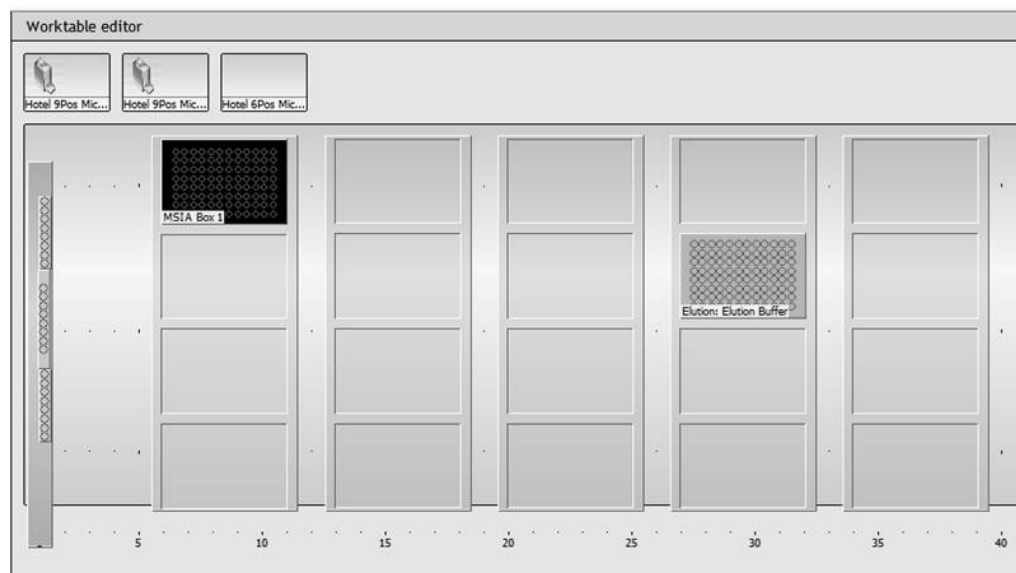 Worktable editor
Hotel 9Pos Mic...
Hotel 9Pos Mic...
Hotel 6Pos Mic...
MSIA Box 1
Elution: Elution Buffer
5 10 15 20 25 30 35 40